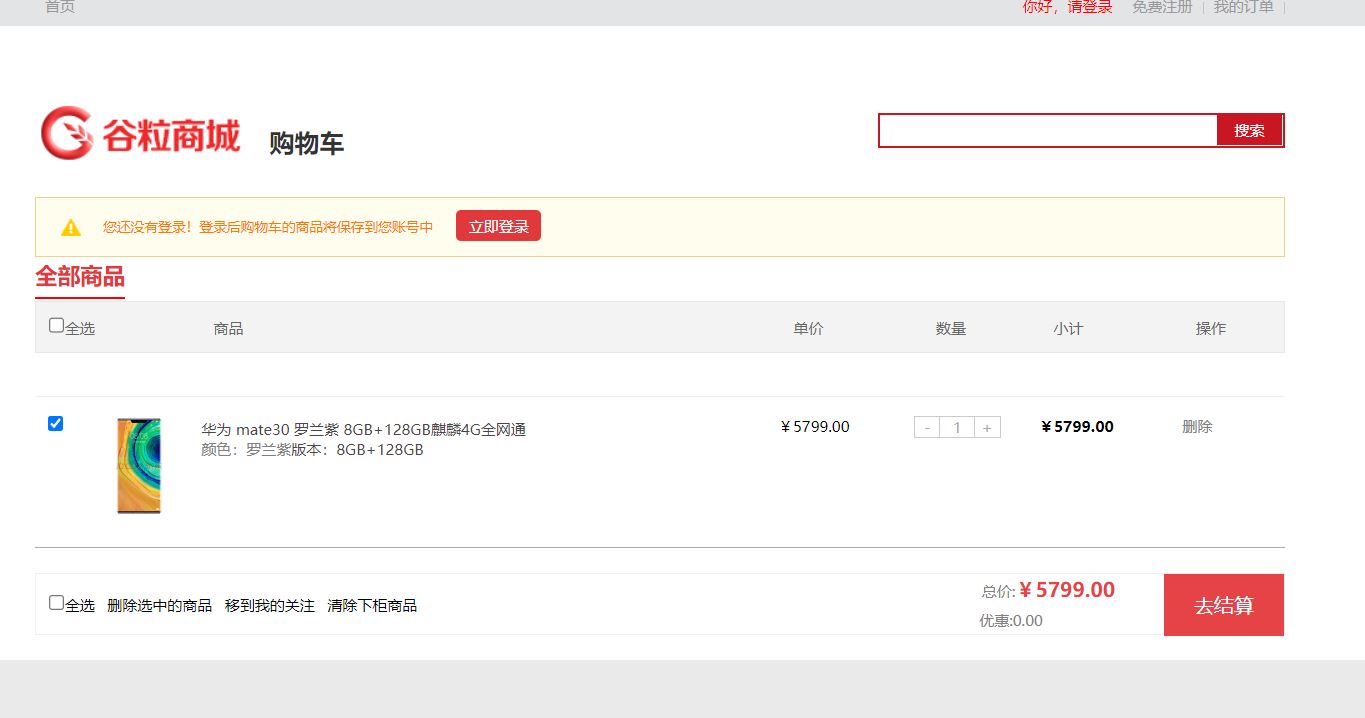 首页 你好，请登录 免费注册 我的订单
谷粒商城 购物车 搜索
您还没有登录！登录后购物车的商品将保存到您账号中 立即登录
全部商品
全选 商品 单价 数量 小计 操作
华为 mate30 罗兰紫 8GB+128GB麒麟4G全网通 ¥5799.00 - 1 + ¥5799.00 删除
颜色：罗兰紫版本：8GB+128GB
总价: ¥5799.00
全选 删除选中的商品 移到我的关注 清除下柜商品 去结算
优惠:0.00